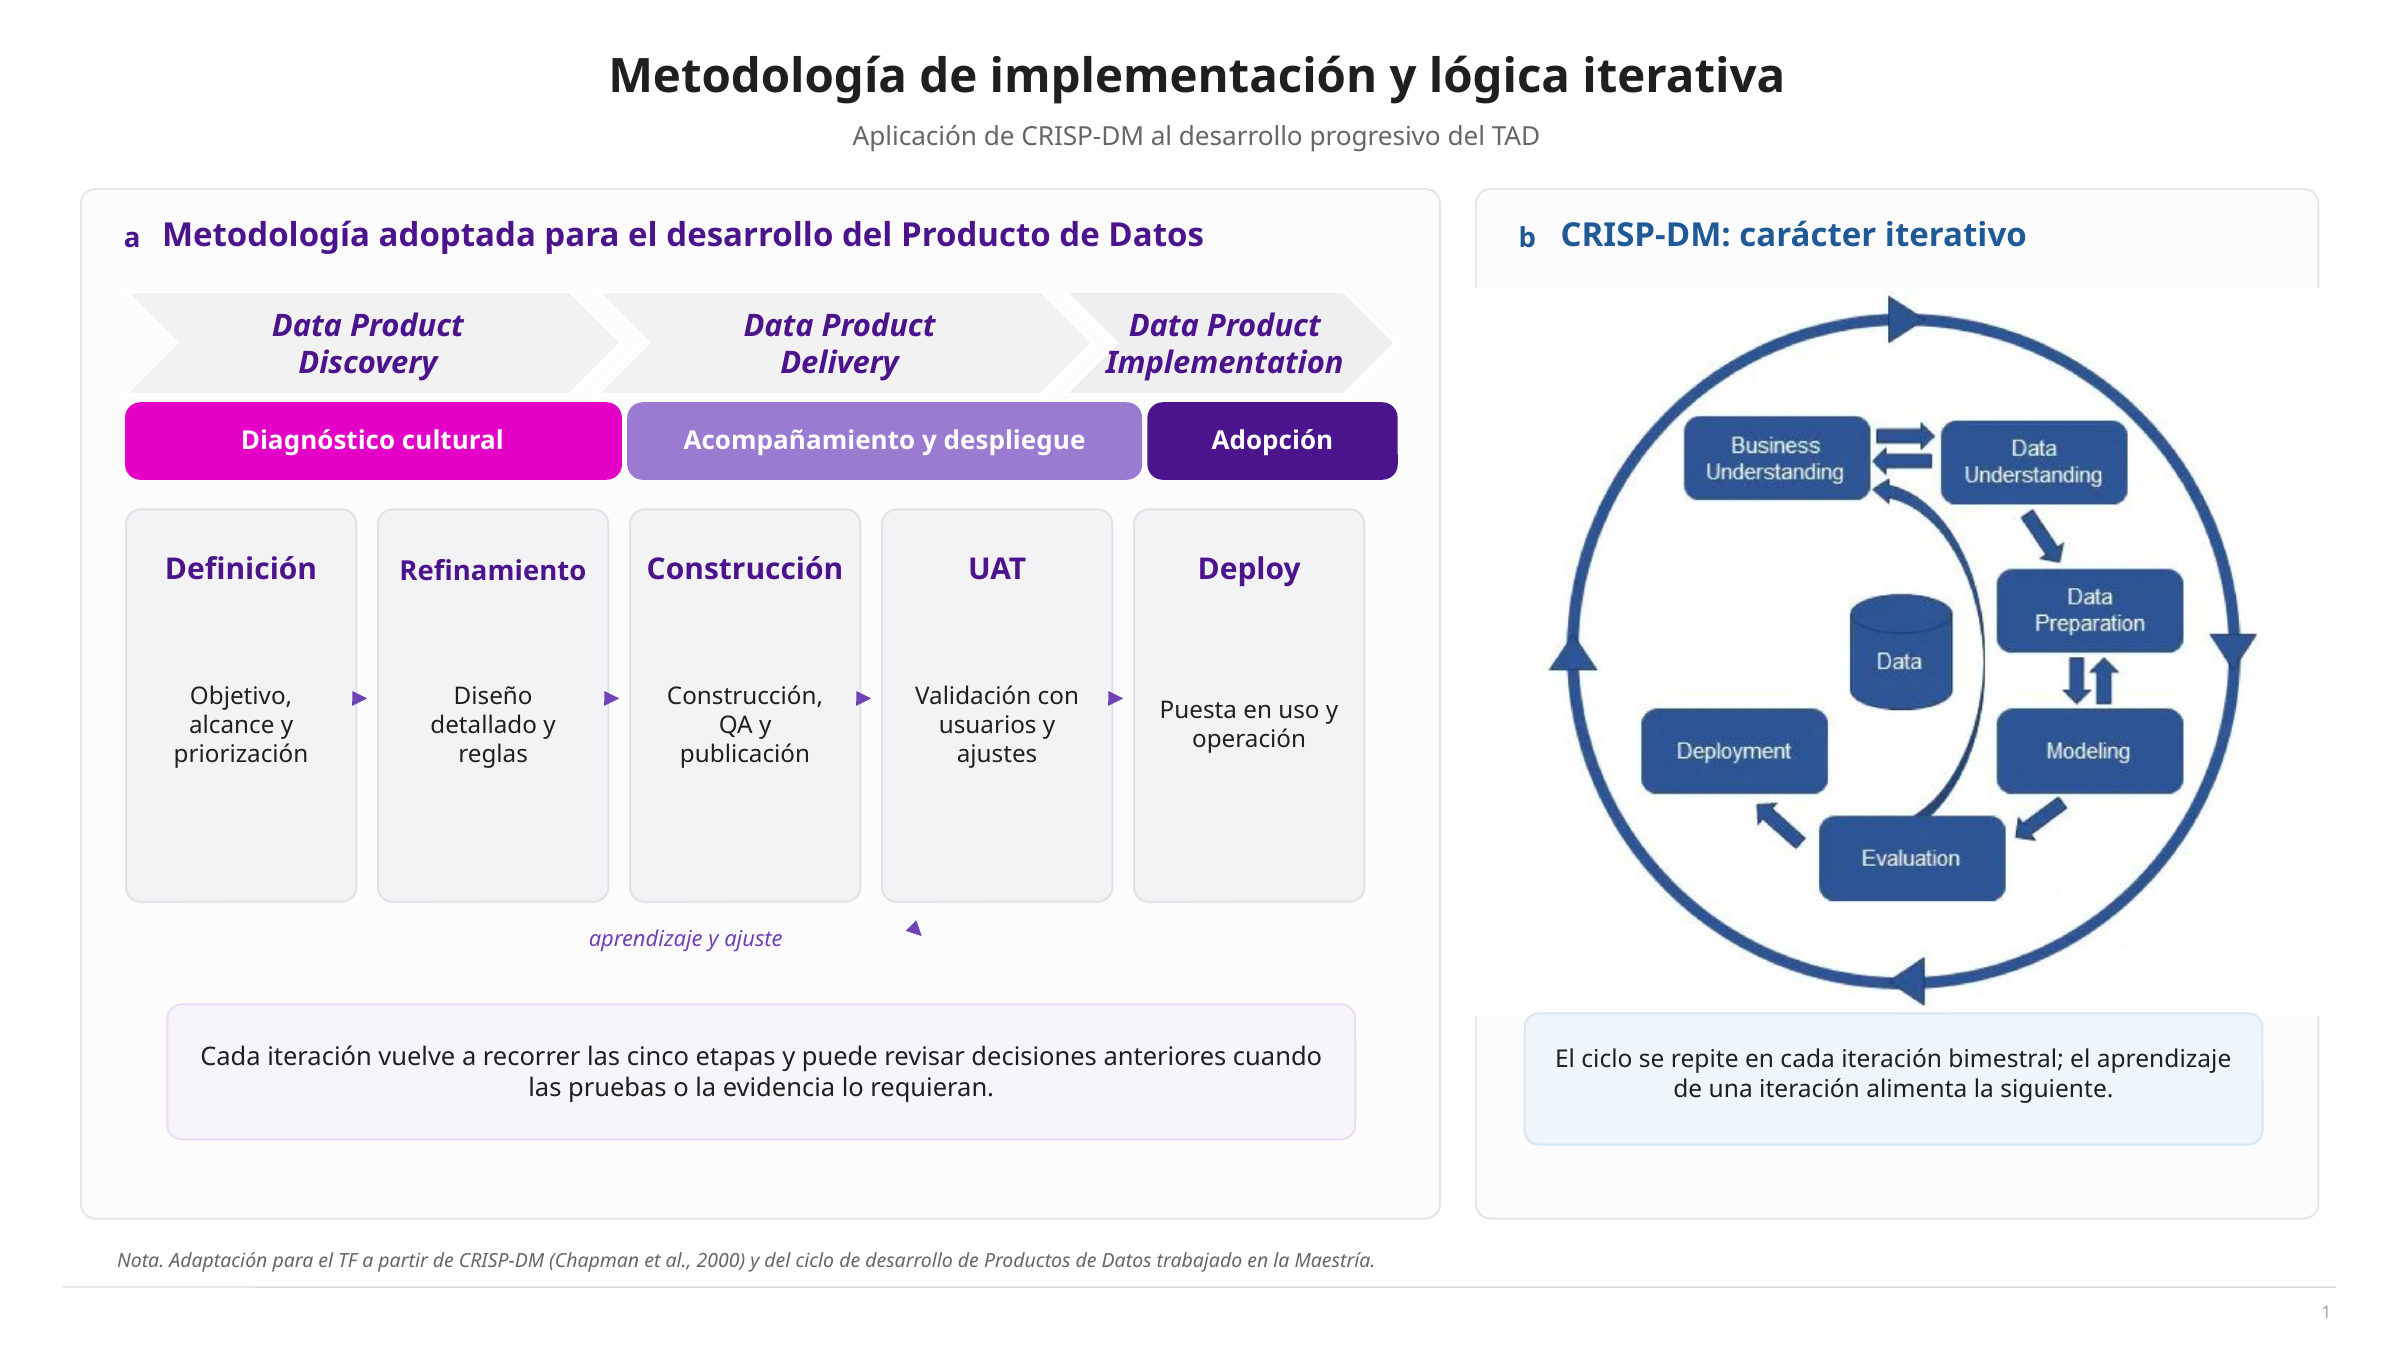 Metodología de implementación y lógica iterativa
Aplicación de CRISP-DM al desarrollo progresivo del TAD
a Metodología adoptada para el desarrollo del Producto de Datos
Data Product
Discovery
Data Product
Delivery
Data Product
Implementation
Diagnóstico cultural
Acompañamiento y despliegue
Adopción
Definición
Objetivo,
alcance y
priorización
Refinamiento
Diseño
detallado y
reglas
Construcción
Construcción,
QA y
publicación
UAT
Validación con
usuarios y
ajustes
Deploy
Puesta en uso y
operación
aprendizaje y ajuste
Cada iteración vuelve a recorrer las cinco etapas y puede revisar decisiones anteriores cuando
las pruebas o la evidencia lo requieran.
b CRISP-DM: carácter iterativo
Business
Understanding
Data
Understanding
Data
Preparation
Data
Modeling
Deployment
Evaluation
El ciclo se repite en cada iteración bimestral; el aprendizaje
de una iteración alimenta la siguiente.
Nota. Adaptación para el TF a partir de CRISP-DM (Chapman et al., 2000) y del ciclo de desarrollo de Productos de Datos trabajado en la Maestría.
1